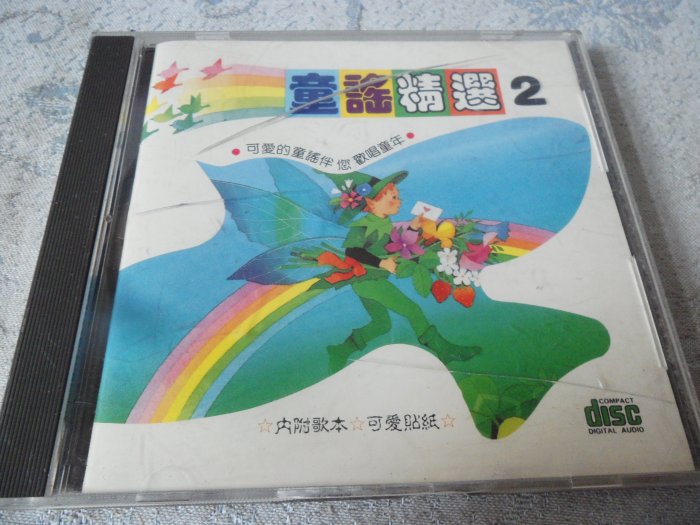 童謠精選 2
•可愛的童謠伴您歡唱童年•
☆內附歌本☆可愛貼紙☆
COMPACT
disc
DIGITAL AUDIO